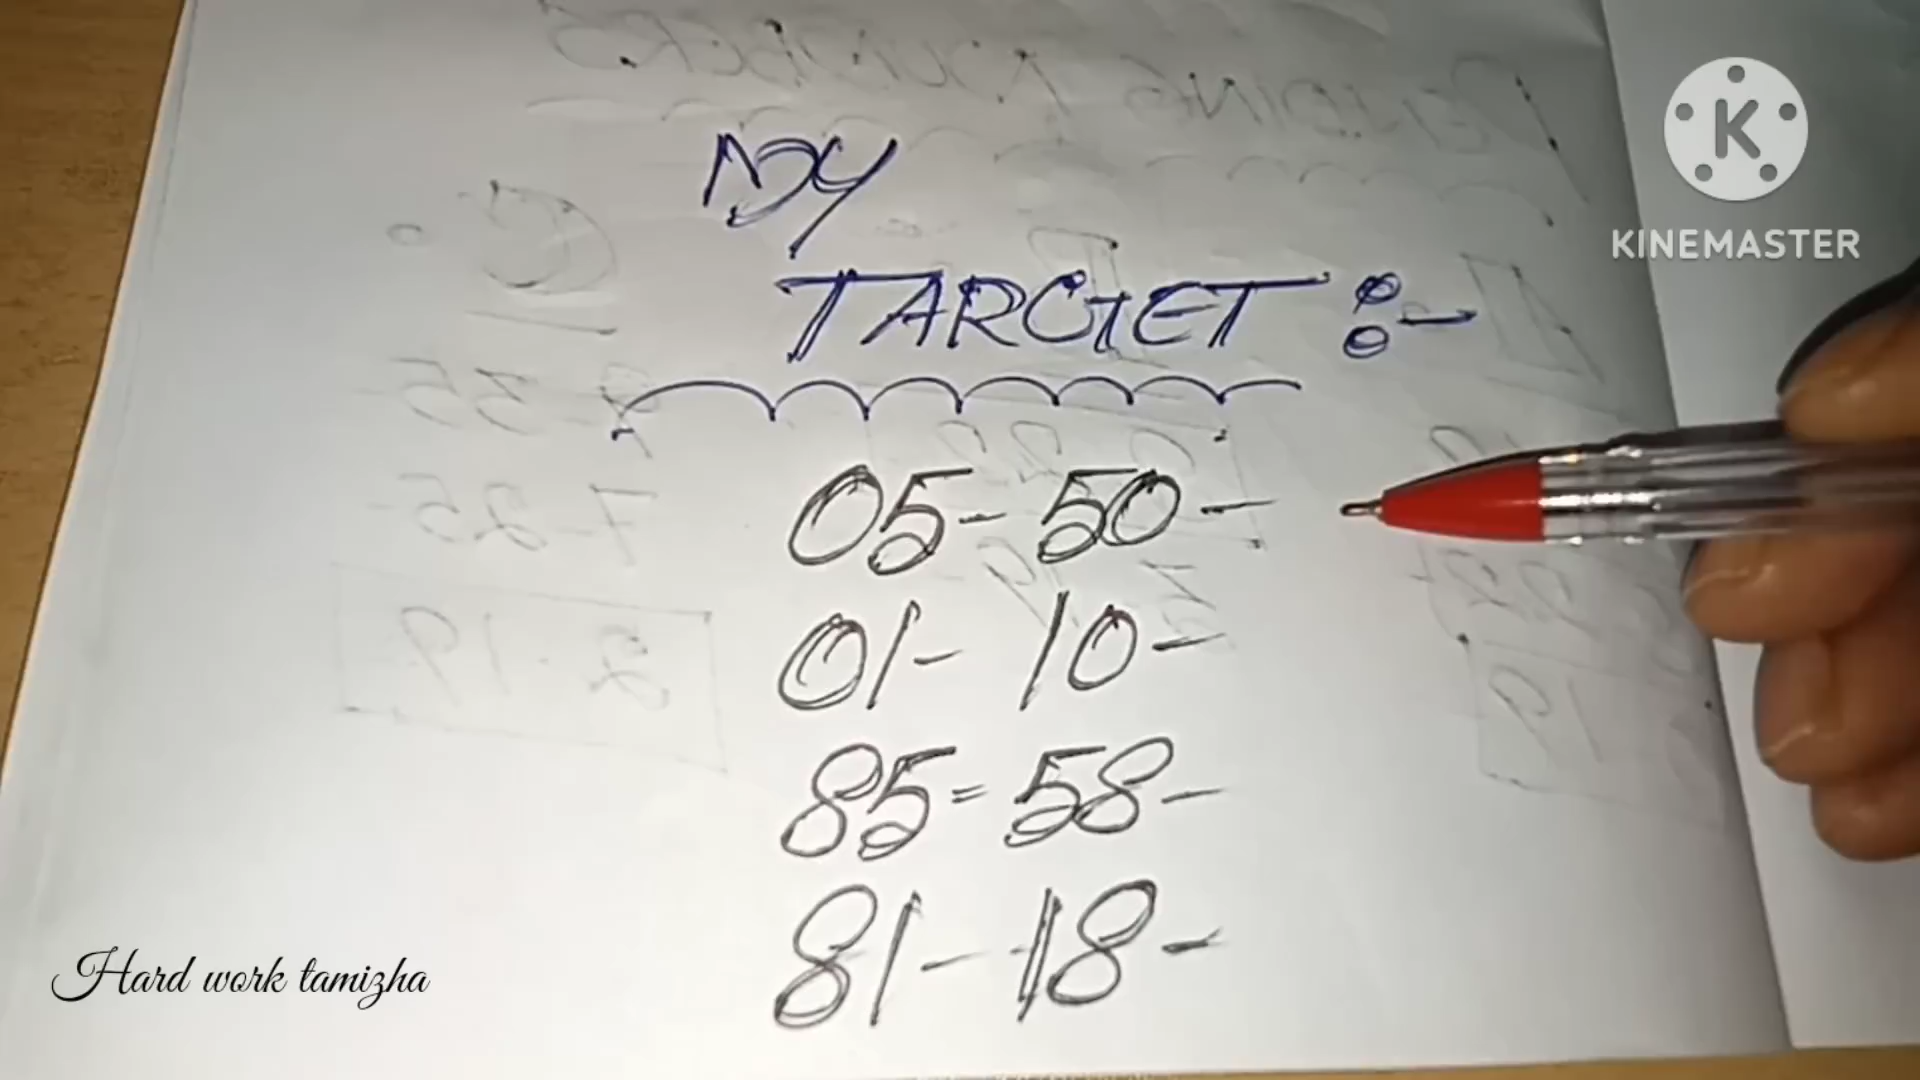 MY
TARGET :-
05- 50-
01- 10-
85= 58-
81- 18-
KINEMASTER
Hard work tamizha